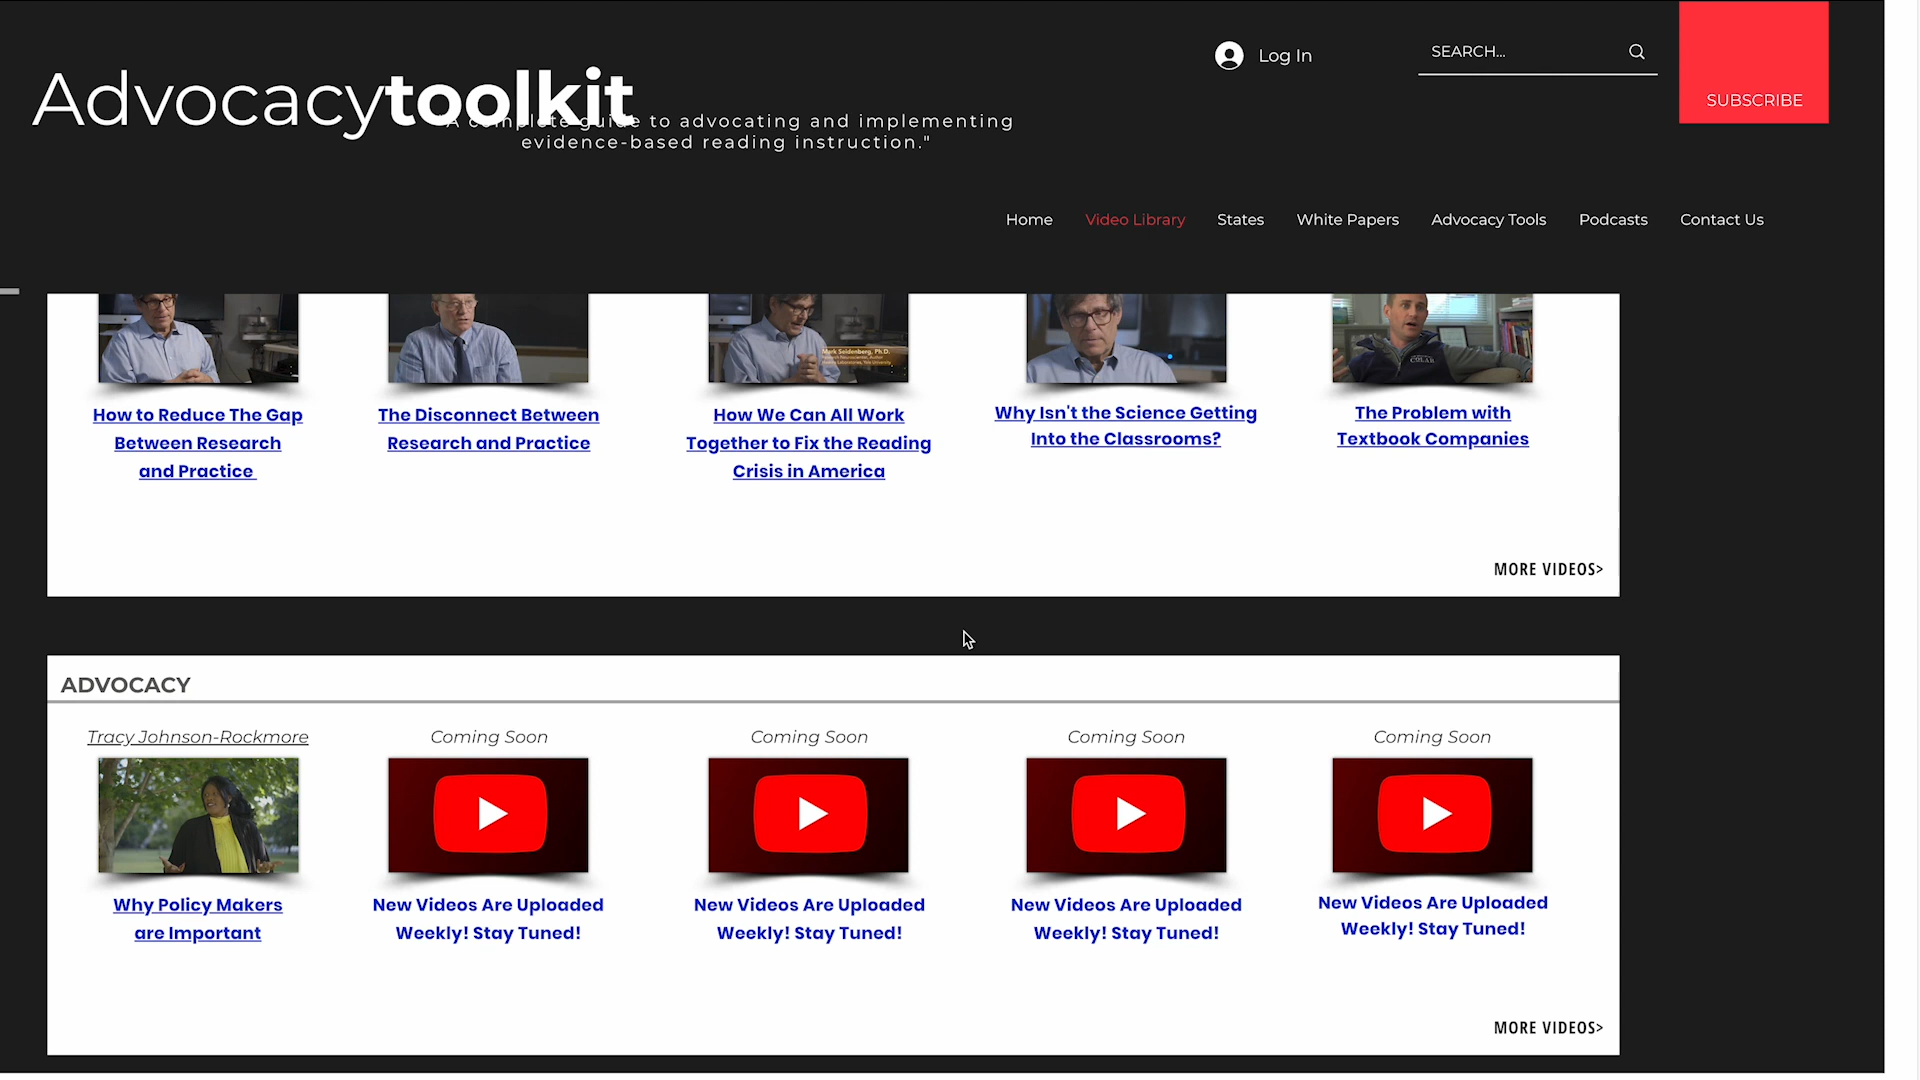 Log In
SEARCH...
SUBSCRIBE
Advocacytoolkit
"A complete guide to advocating and implementing
evidence-based reading instruction."
Home Video Library States White Papers Advocacy Tools Podcasts Contact Us
Mark Seidenberg, Ph.D.
COLAR
How to Reduce The Gap
Between Research
and Practice
The Disconnect Between
Research and Practice
How We Can All Work
Together to Fix the Reading
Crisis in America
Why Isn't the Science Getting
Into the Classrooms?
The Problem with
Textbook Companies
MORE VIDEOS>
ADVOCACY
Tracy Johnson-Rockmore
Coming Soon
Coming Soon
Coming Soon
Coming Soon
Why Policy Makers
are Important
New Videos Are Uploaded
Weekly! Stay Tuned!
New Videos Are Uploaded
Weekly! Stay Tuned!
New Videos Are Uploaded
Weekly! Stay Tuned!
New Videos Are Uploaded
Weekly! Stay Tuned!
MORE VIDEOS>